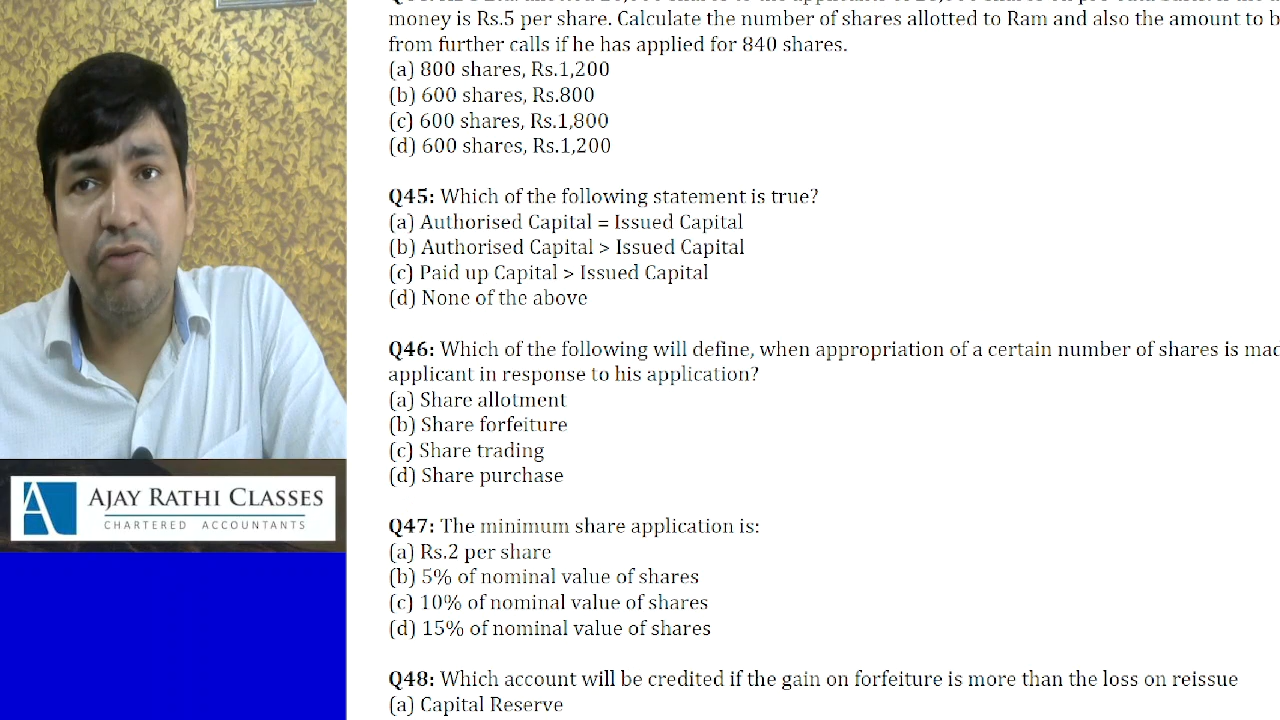 money is Rs.5 per share. Calculate the number of shares allotted to Ram and also the amount to b
from further calls if he has applied for 840 shares.
(a) 800 shares, Rs.1,200
(b) 600 shares, Rs.800
(c) 600 shares, Rs.1,800
(d) 600 shares, Rs.1,200
Q45: Which of the following statement is true?
(a) Authorised Capital = Issued Capital
(b) Authorised Capital > Issued Capital
(c) Paid up Capital > Issued Capital
(d) None of the above
Q46: Which of the following will define, when appropriation of a certain number of shares is mad
applicant in response to his application?
(a) Share allotment
(b) Share forfeiture
(c) Share trading
(d) Share purchase
Q47: The minimum share application is:
(a) Rs.2 per share
(b) 5% of nominal value of shares
(c) 10% of nominal value of shares
(d) 15% of nominal value of shares
Q48: Which account will be credited if the gain on forfeiture is more than the loss on reissue
(a) Capital Reserve
AJAY RATHI CLASSES
CHARTERED ACCOUNTANTS